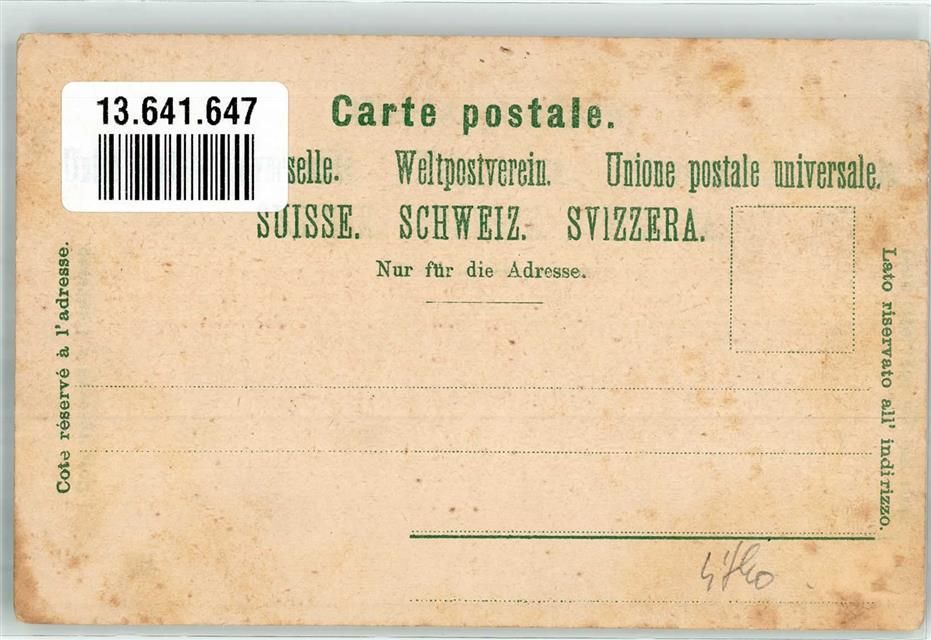 13.641.647
Carte postale.
selle. Weltpostverein. Unione postale universale.
SUISSE. SCHWEIZ. SVIZZERA.
Nur für die Adresse.
Cote réservé à l'adresse.
Lato riservato all' indirizzo.